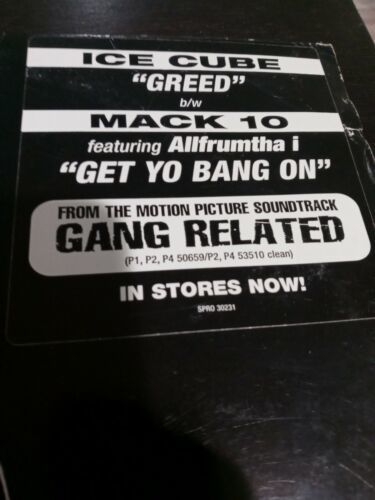 ICE CUBE
"GREED"
b/w
MACK 10
featuring Allfrumtha i
"GET YO BANG ON"
FROM THE MOTION PICTURE SOUNDTRACK
GANG RELATED
(P1, P2, P4 50659/P2, P4 53510 clean)
IN STORES NOW!
SPRO 30231